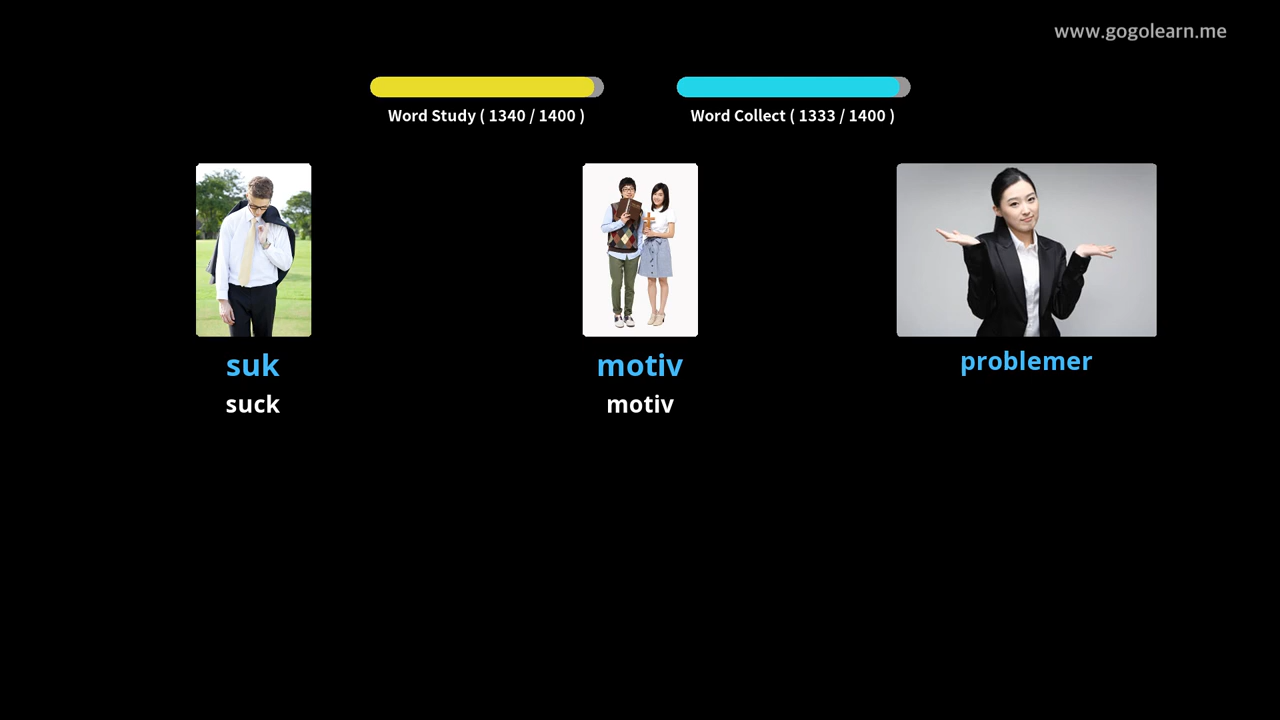 www.gogolearn.me
Word Study ( 1340 / 1400 )
Word Collect ( 1333 / 1400 )
suk
suck
motiv
motiv
problemer